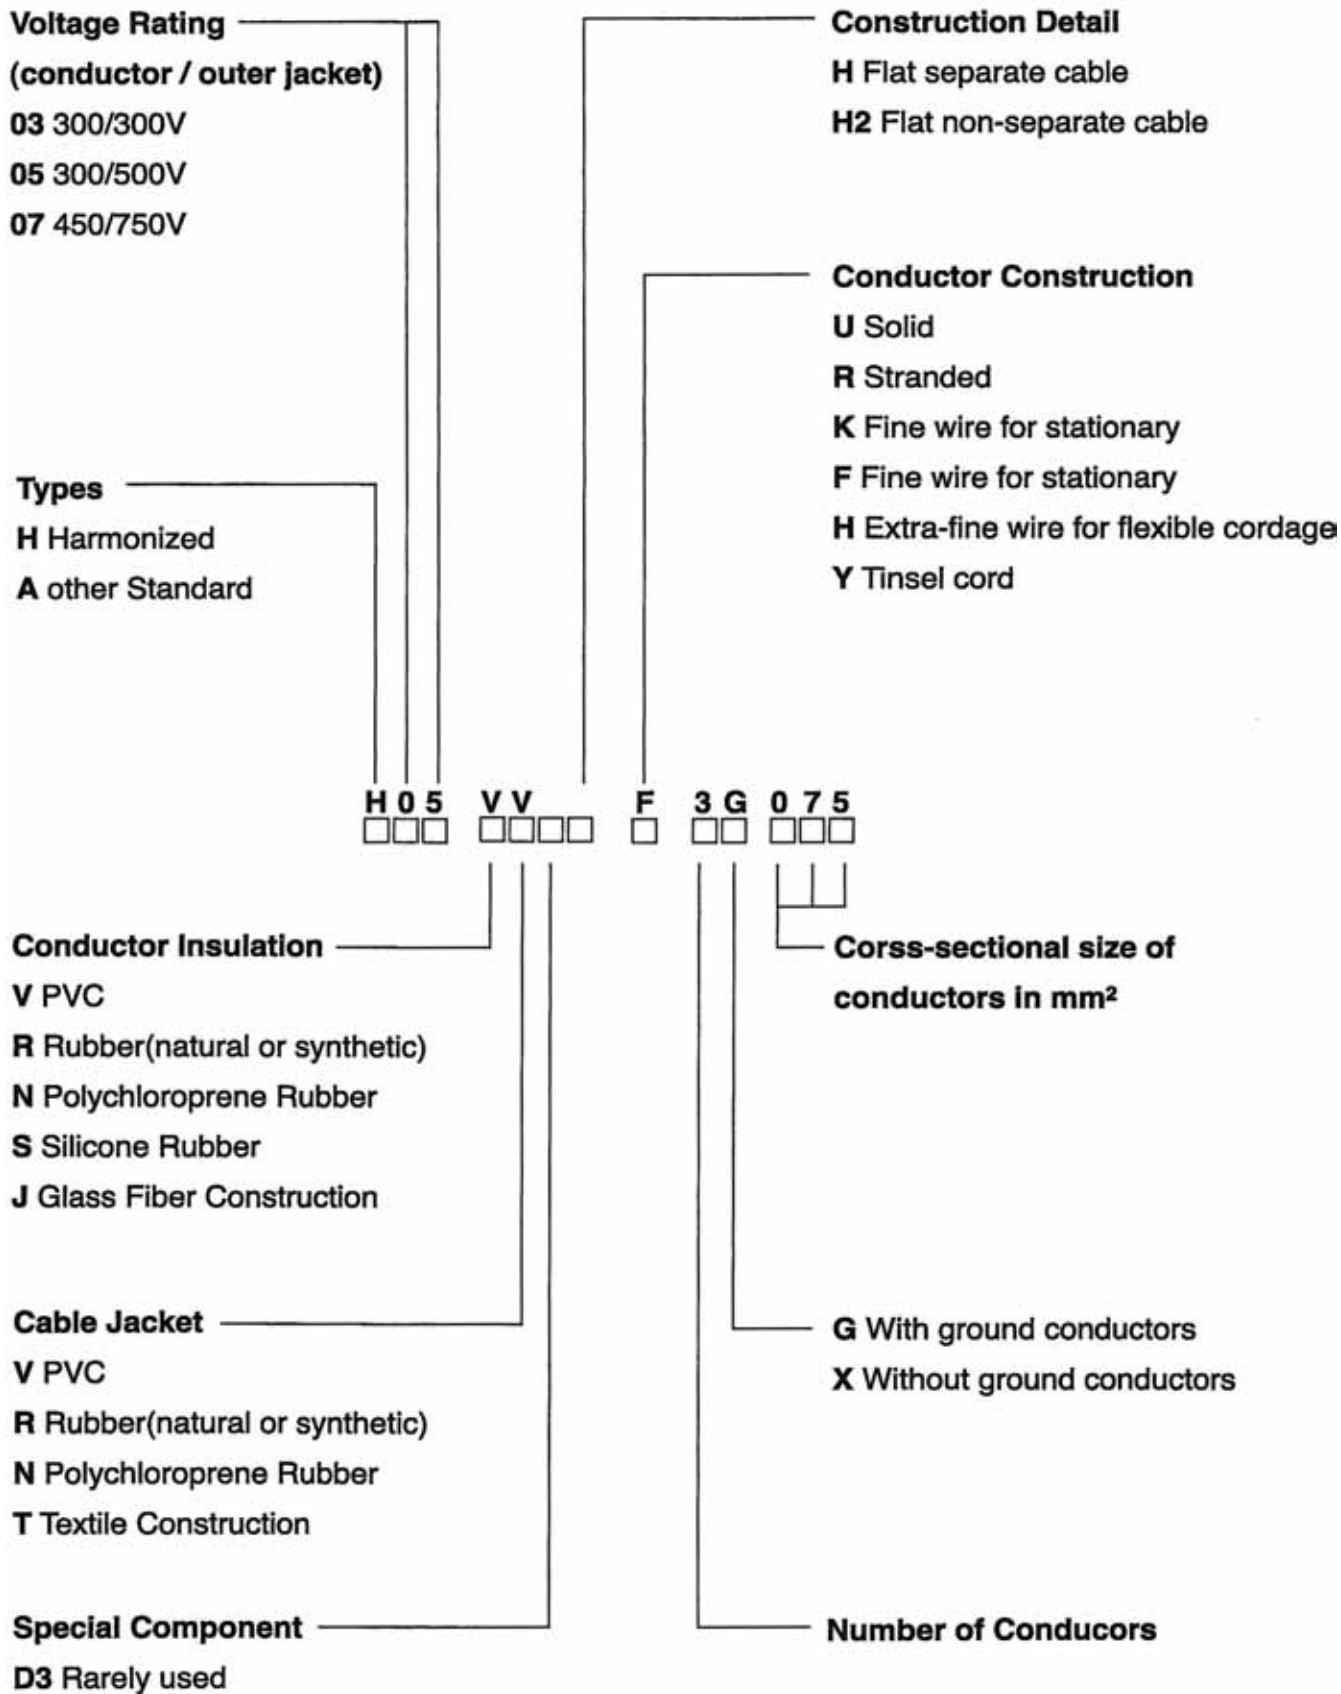 Voltage Rating
(conductor / outer jacket)
03 300/300V
05 300/500V
07 450/750V
Construction Detail
H Flat separate cable
H2 Flat non-separate cable
Conductor Construction
U Solid
R Stranded
K Fine wire for stationary
F Fine wire for stationary
H Extra-fine wire for flexible cordage
Y Tinsel cord
Types
H Harmonized
A other Standard
H 0 5 V V F 3 G 0 7 5
Conductor Insulation
V PVC
R Rubber(natural or synthetic)
N Polychloroprene Rubber
S Silicone Rubber
J Glass Fiber Construction
Corss-sectional size of
conductors in mm²
Cable Jacket
V PVC
R Rubber(natural or synthetic)
N Polychloroprene Rubber
T Textile Construction
G With ground conductors
X Without ground conductors
Special Component
D3 Rarely used
Number of Conducors